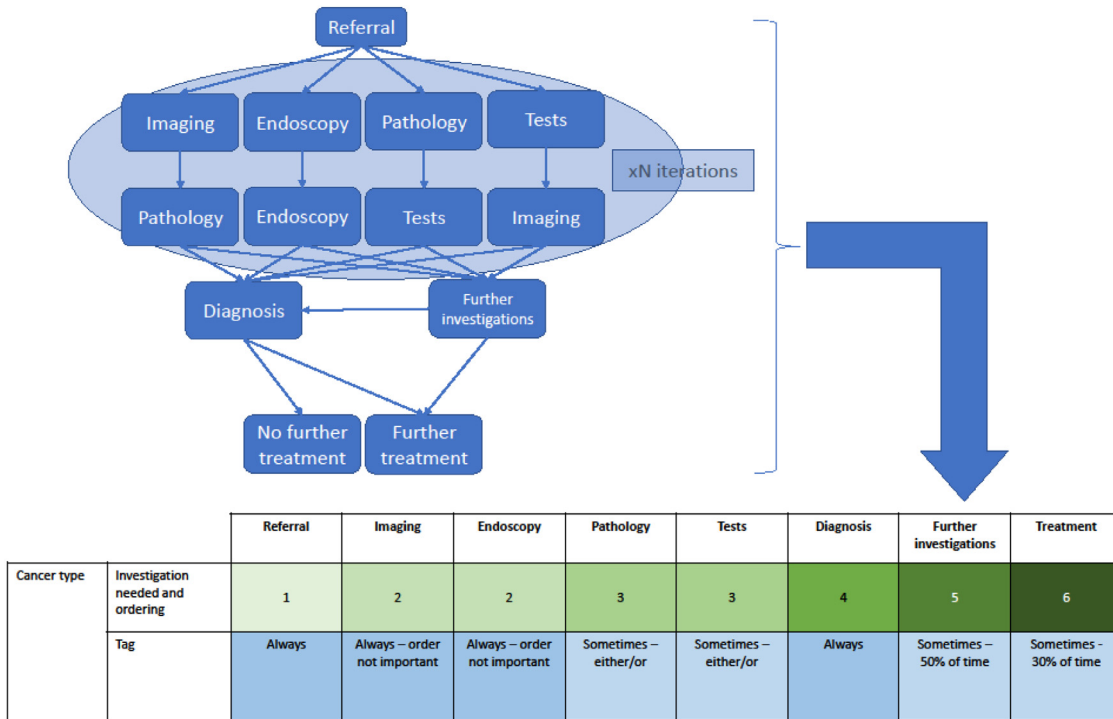 Referral
Imaging
Endoscopy
Pathology
Tests
xN iterations
Pathology
Endoscopy
Tests
Imaging
Diagnosis
Further
investigations
No further
treatment
Further
treatment
Referral
Imaging
Endoscopy
Pathology
Tests
Diagnosis
Further
investigations
Treatment
Cancer type
Investigation
needed and
ordering
1
2
2
3
3
4
5
6
Tag
Always
Always – order
not important
Always – order
not important
Sometimes –
either/or
Sometimes –
either/or
Always
Sometimes –
50% of time
Sometimes -
30% of time